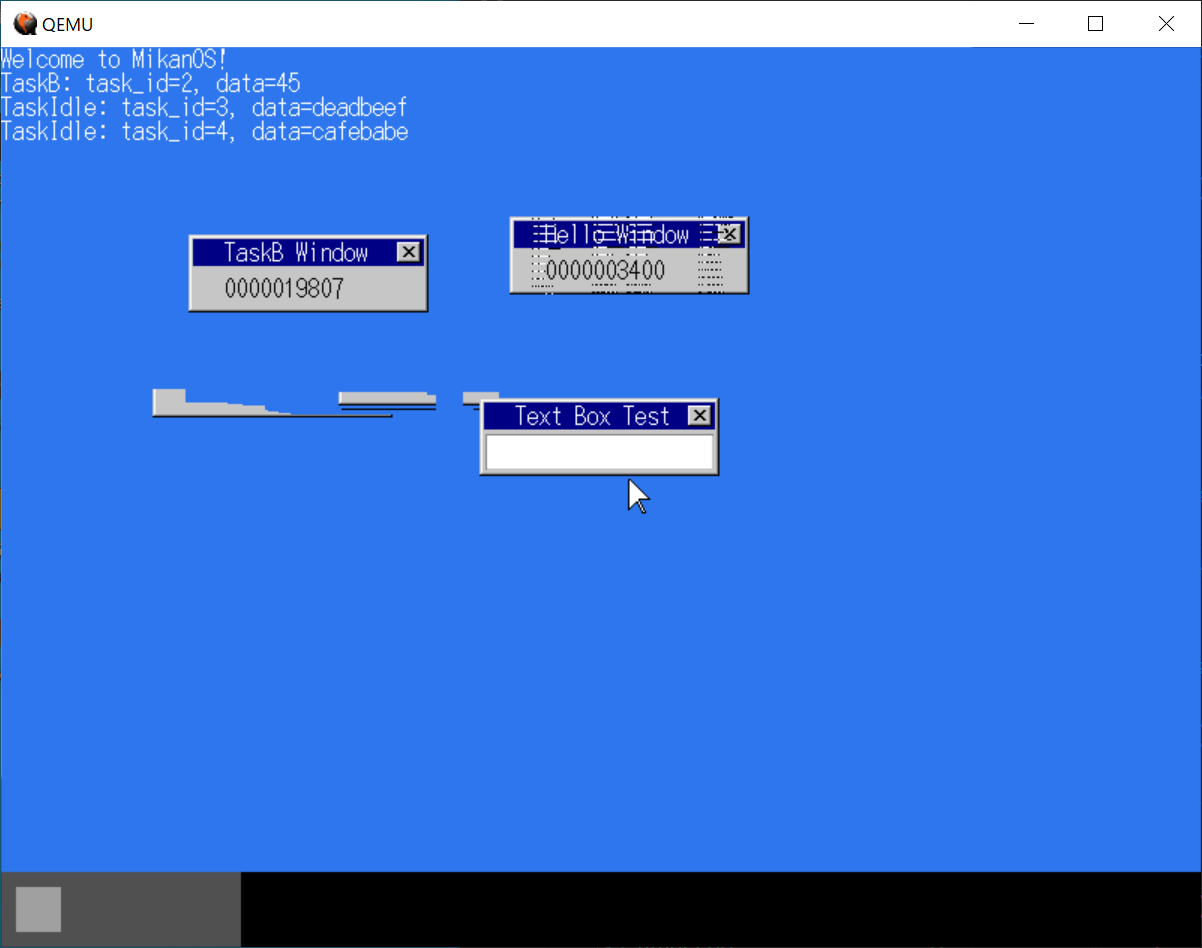 QEMU
Welcome to MikanOS!
TaskB: task_id=2, data=45
TaskIdle: task_id=3, data=deadbeef
TaskIdle: task_id=4, data=cafebabe
Hello Window
0000003400
TaskB Window
0000019807
Text Box Test